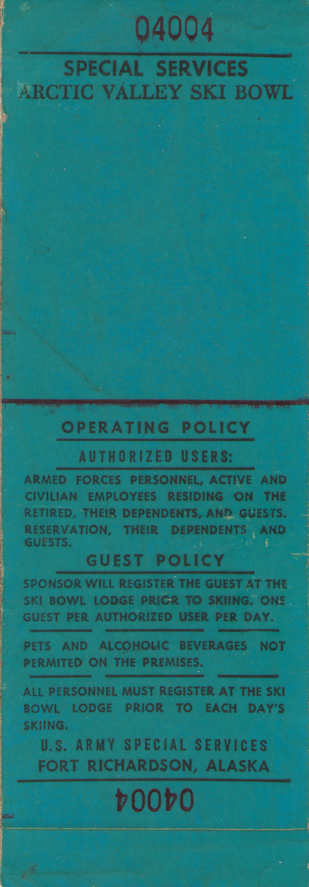 04004
SPECIAL SERVICES
ARCTIC VALLEY SKI BOWL
OPERATING POLICY
AUTHORIZED USERS:
ARMED FORCES PERSONNEL, ACTIVE AND
CIVILIAN EMPLOYEES RESIDING ON THE
RETIRED, THEIR DEPENDENTS, AND GUESTS.
RESERVATION, THEIR DEPENDENTS AND
GUESTS.
GUEST POLICY
SPONSOR WILL REGISTER THE GUEST AT THE
SKI BOWL LODGE PRIOR TO SKIING. ONE
GUEST PER AUTHORIZED USER PER DAY.
PETS AND ALCOHOLIC BEVERAGES NOT
PERMITED ON THE PREMISES.
ALL PERSONNEL MUST REGISTER AT THE SKI
BOWL LODGE PRIOR TO EACH DAY'S
SKIING.
U.S. ARMY SPECIAL SERVICES
FORT RICHARDSON, ALASKA
04004